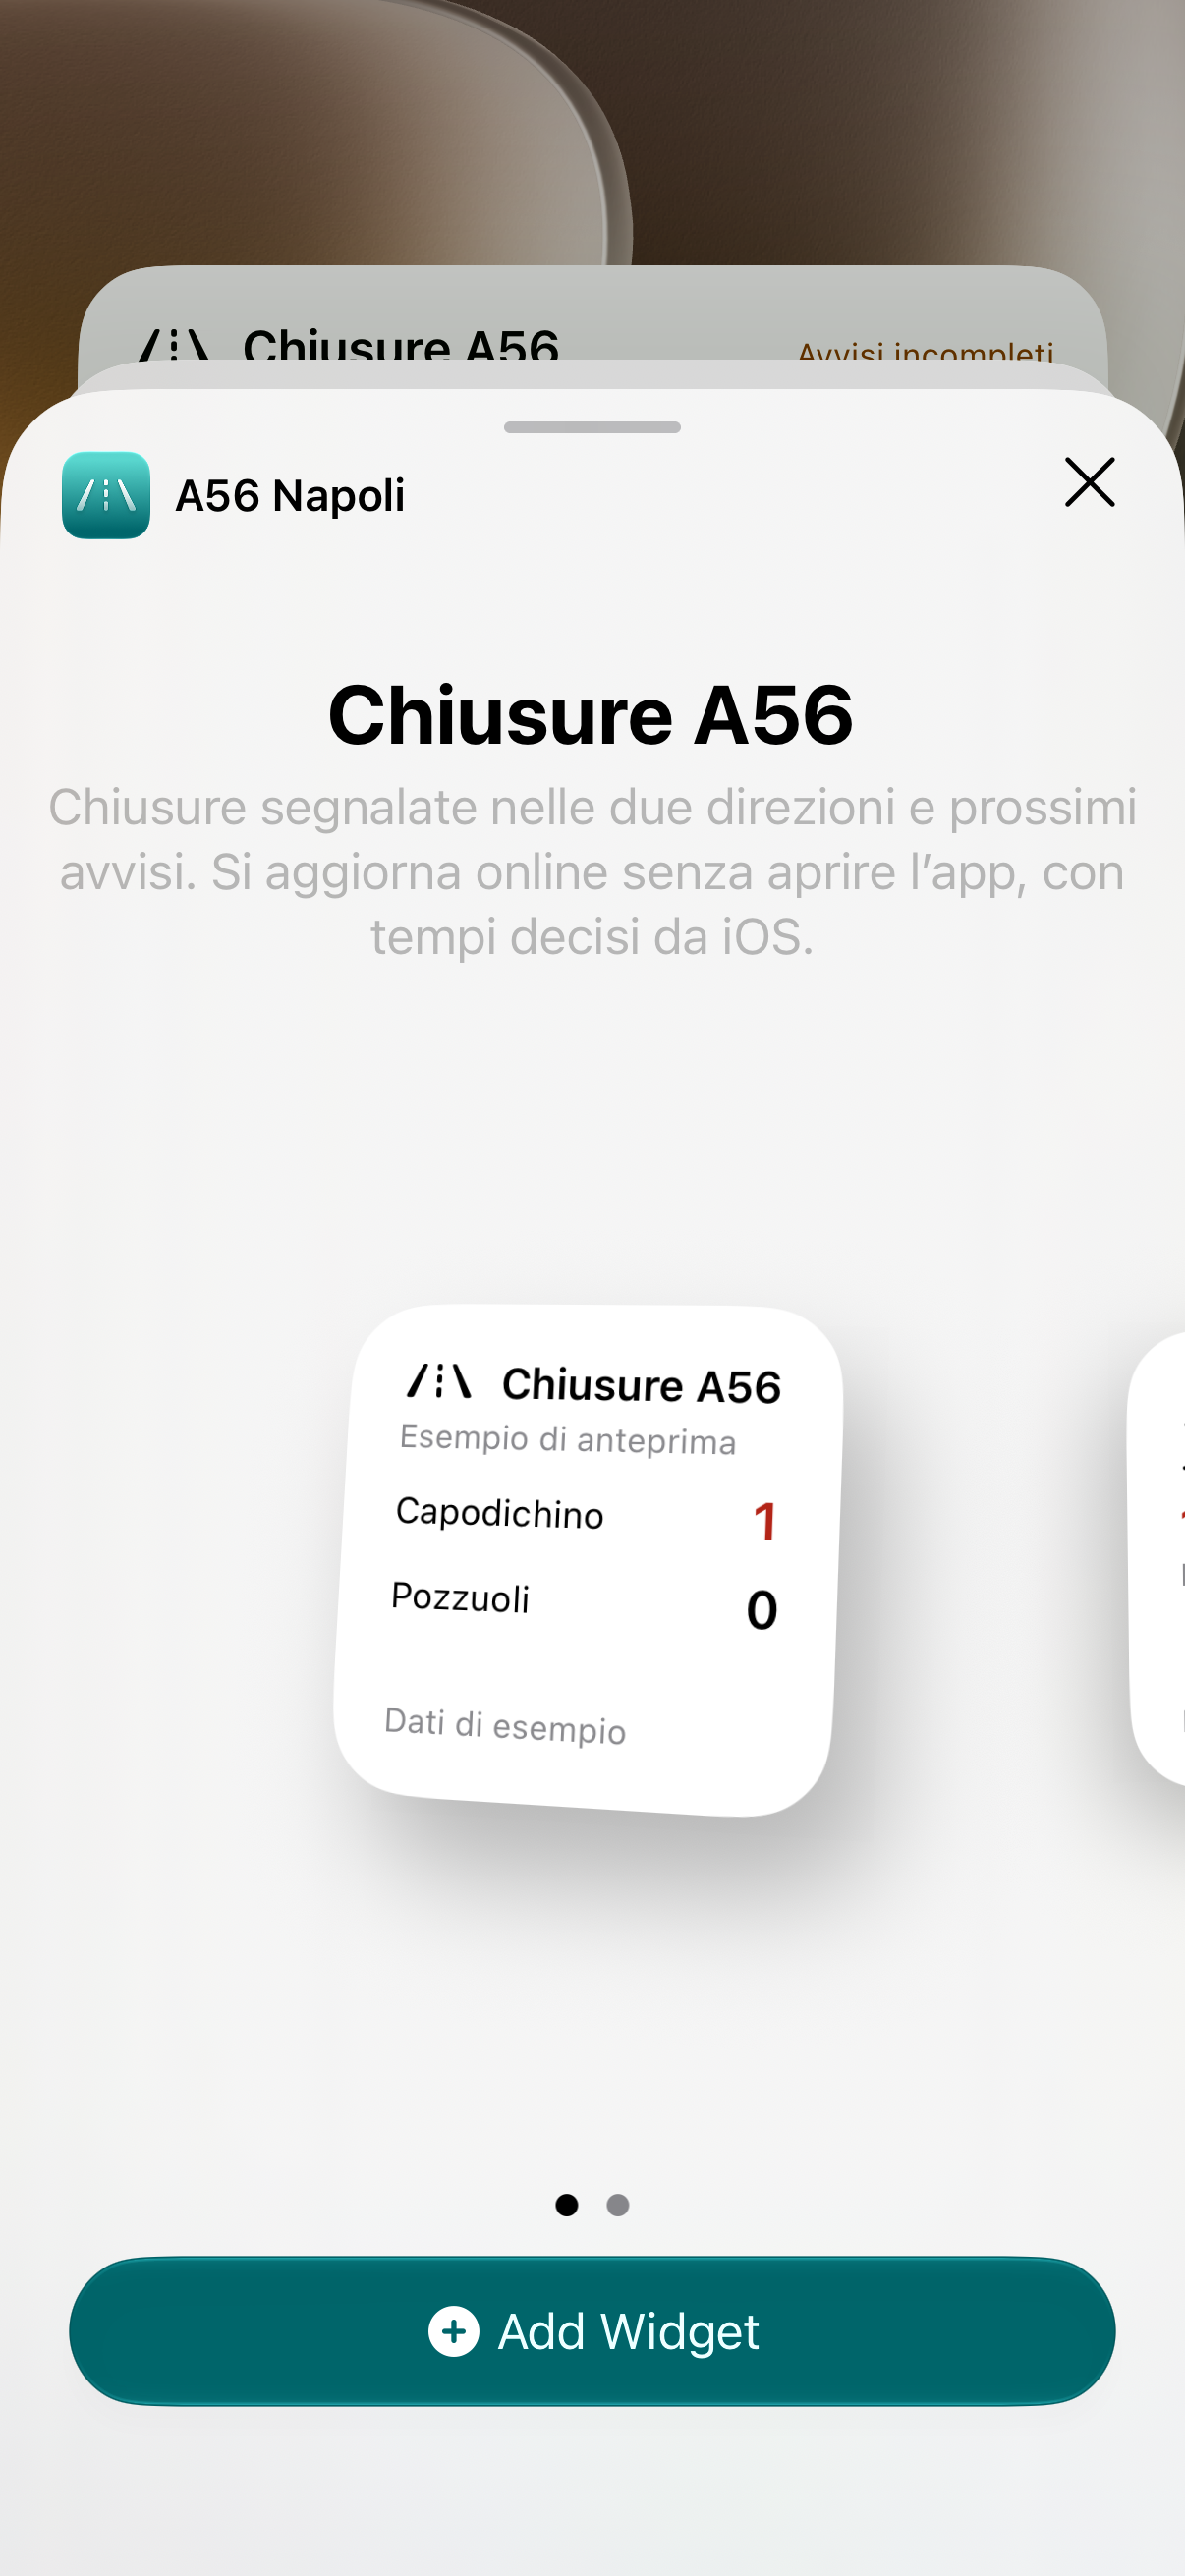 Chiusure A56
Avvisi incompleti
A56 Napoli
Chiusure A56
Chiusure segnalate nelle due direzioni e prossimi
avvisi. Si aggiorna online senza aprire l’app, con
tempi decisi da iOS.
Chiusure A56
Esempio di anteprima
Capodichino 1
Pozzuoli 0
Dati di esempio
Add Widget